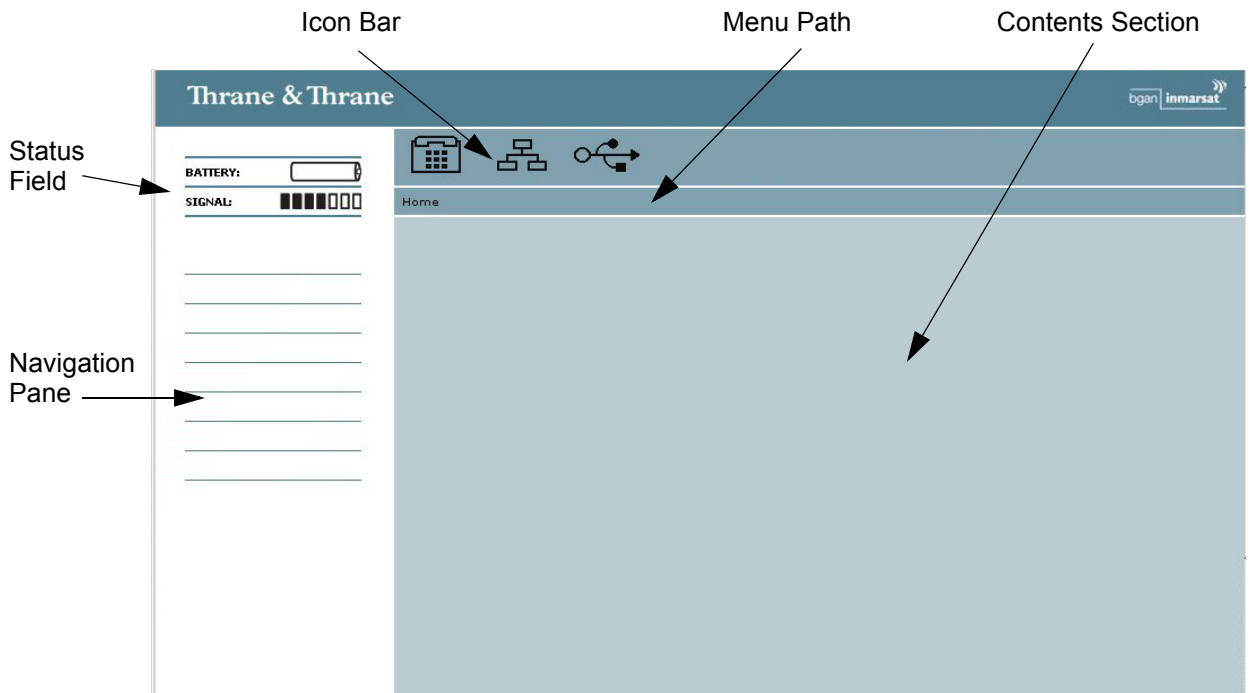 Icon Bar
Menu Path
Contents Section
Thrane & Thrane
bgan inmarsat
Status
Field
BATTERY:
SIGNAL:
Home
Navigation
Pane